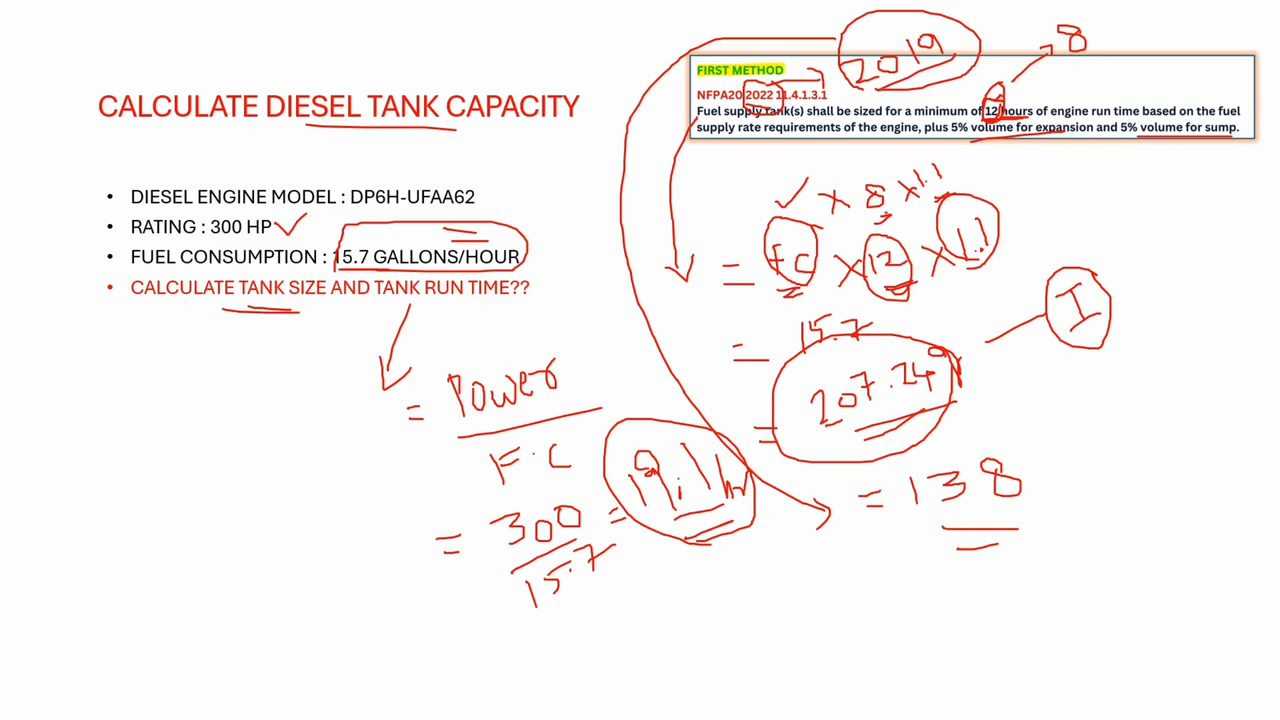 CALCULATE DIESEL TANK CAPACITY
• DIESEL ENGINE MODEL : DP6H-UFAA62
• RATING : 300 HP
• FUEL CONSUMPTION : 15.7 GALLONS/HOUR
• CALCULATE TANK SIZE AND TANK RUN TIME??
= Power
F.C
= 300 = 19.1 hr
15.7
2019
8
FIRST METHOD
NFPA20 2022 11.4.1.3.1
Fuel supply tank(s) shall be sized for a minimum of 12 hours of engine run time based on the fuel
supply rate requirements of the engine, plus 5% volume for expansion and 5% volume for sump.
✓ × 8 × 1.1
= FC × 12 × 1.1
I
= 15.7
= 207.24
= 138